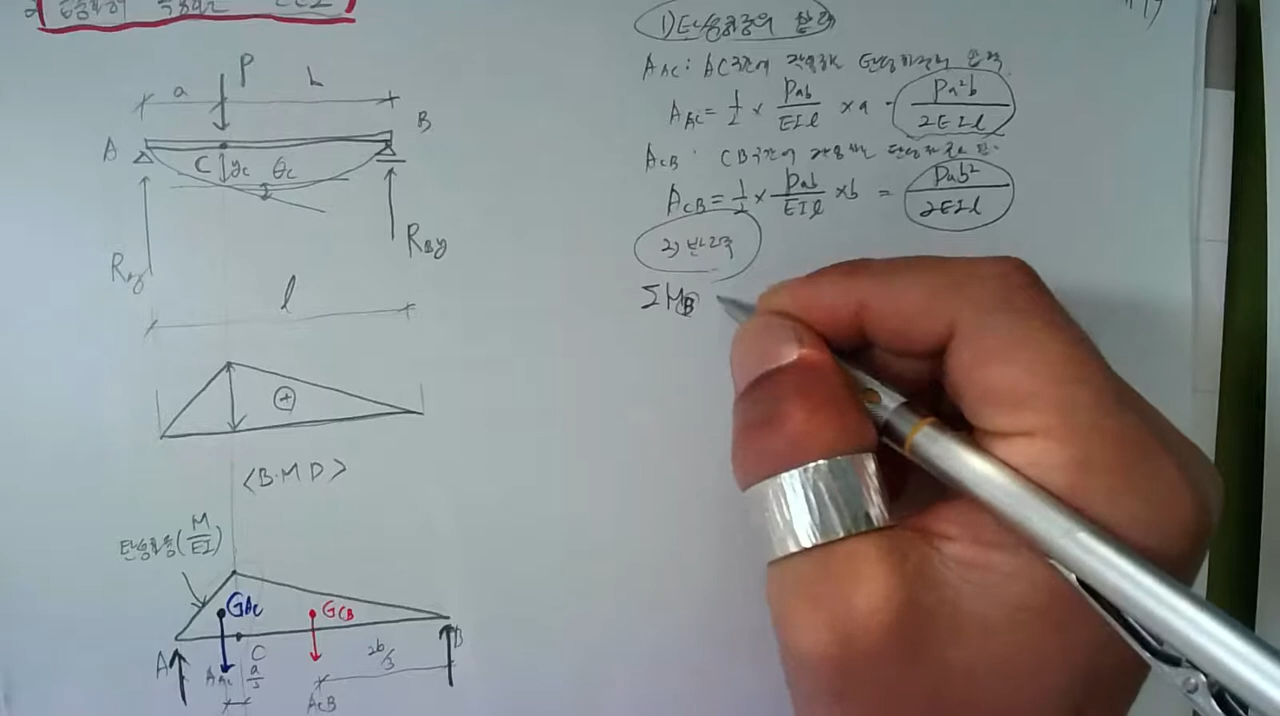 P
a
b
A
B
C yc θc
RAy
RBy
l
⊕
<B.M.D>
탄성하중(M/EI)
GAC
GCB
A
B
C
AAC
a/3
ACB
2b/3
1) 탄성하중의 합력
AAC : AC구간에 작용하는 탄성하중의 합력
AAC = 1/2 × Pab/EIl × a = Pa²b/2EIl
ACB : CB구간에 작용하는 탄성하중의
ACB = 1/2 × Pab/EIl × b = Pab²/2EIl
2) 반력
ΣMB